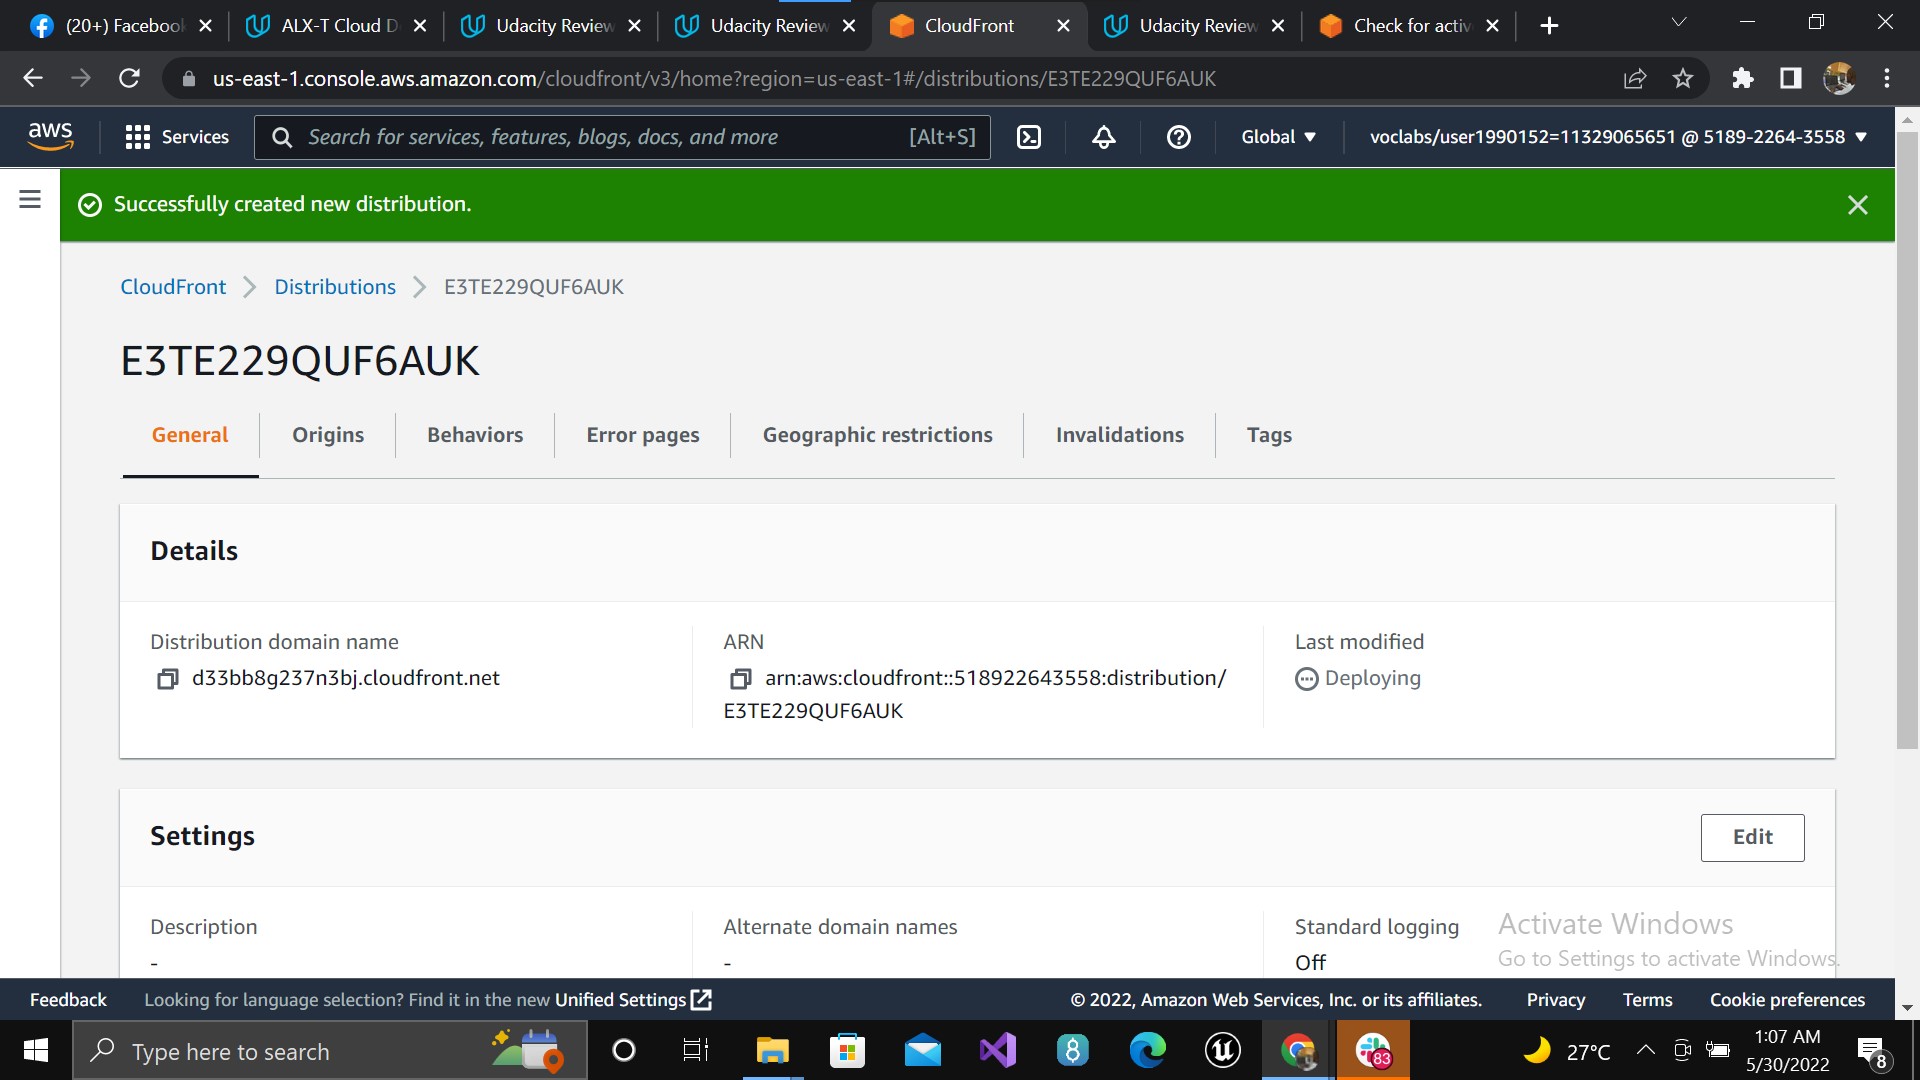 (20+) Facebook
ALX-T Cloud D
Udacity Review
Udacity Review
CloudFront
Udacity Review
Check for activ
us-east-1.console.aws.amazon.com/cloudfront/v3/home?region=us-east-1#/distributions/E3TE229QUF6AUK
aws
Services
Search for services, features, blogs, docs, and more
[Alt+S]
Global
voclabs/user1990152=11329065651 @ 5189-2264-3558
Successfully created new distribution.
CloudFront
Distributions
E3TE229QUF6AUK
E3TE229QUF6AUK
General
Origins
Behaviors
Error pages
Geographic restrictions
Invalidations
Tags
Details
Distribution domain name
d33bb8g237n3bj.cloudfront.net
ARN
arn:aws:cloudfront::518922643558:distribution/
E3TE229QUF6AUK
Last modified
Deploying
Settings
Edit
Description
-
Alternate domain names
-
Standard logging
Off
Activate Windows
Go to Settings to activate Windows.
Feedback
Looking for language selection? Find it in the new Unified Settings
© 2022, Amazon Web Services, Inc. or its affiliates.
Privacy
Terms
Cookie preferences
Type here to search
8
83
27°C
1:07 AM
5/30/2022
8